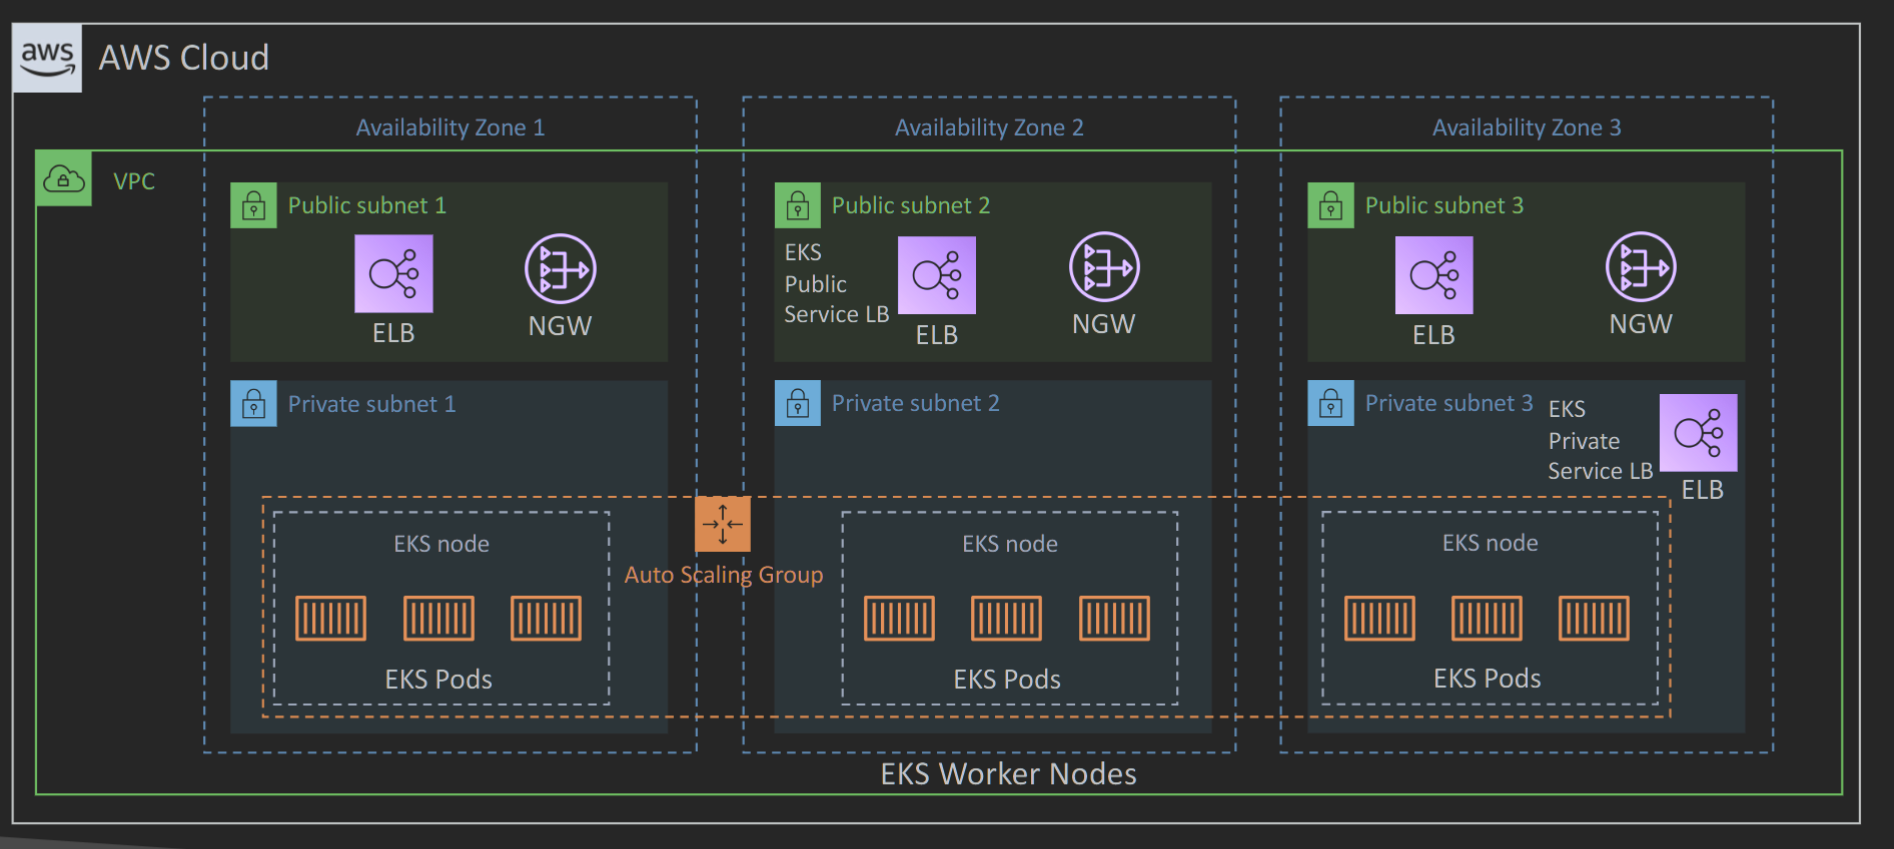 aws
AWS Cloud
Availability Zone 1
Availability Zone 2
Availability Zone 3
VPC
Public subnet 1
ELB
NGW
Public subnet 2
EKS
Public
Service LB
ELB
NGW
Public subnet 3
ELB
NGW
Private subnet 1
Private subnet 2
Private subnet 3
EKS
Private
Service LB
ELB
Auto Scaling Group
EKS node
EKS Pods
EKS node
EKS Pods
EKS node
EKS Pods
EKS Worker Nodes